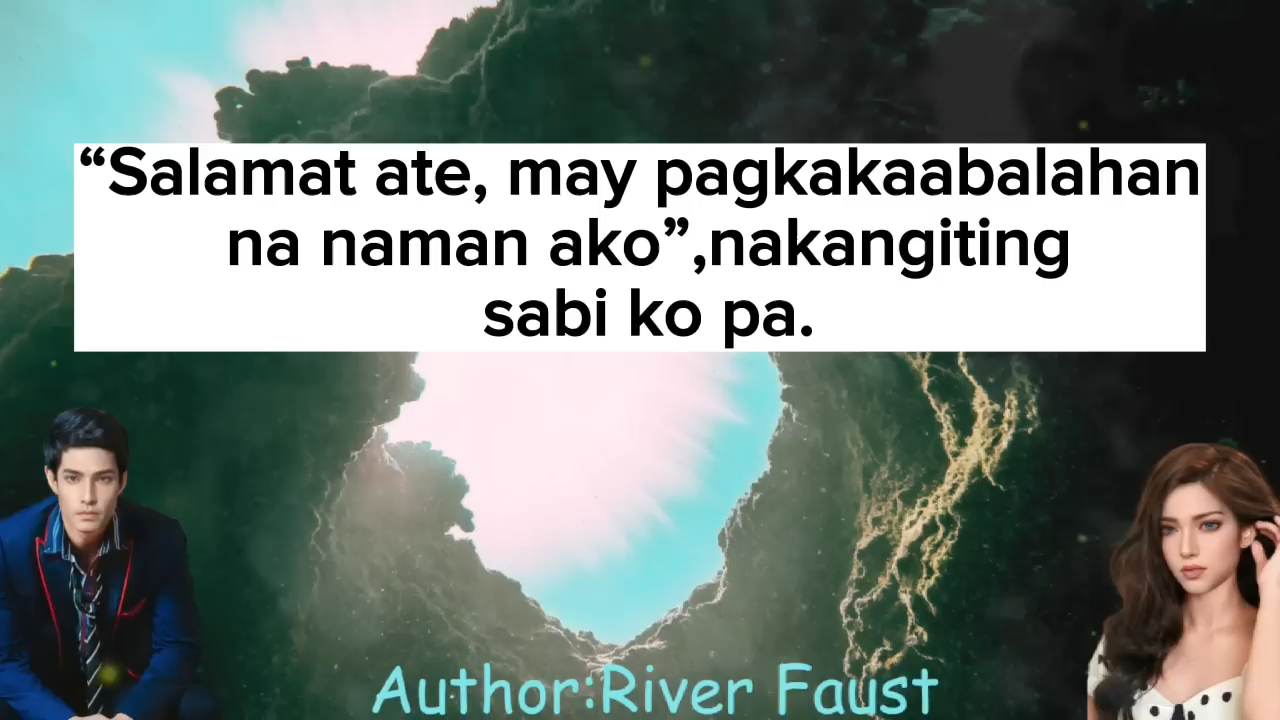 “Salamat ate, may pagkakaabalahan
na naman ako”,nakangiting
sabi ko pa.
Author:River Faust